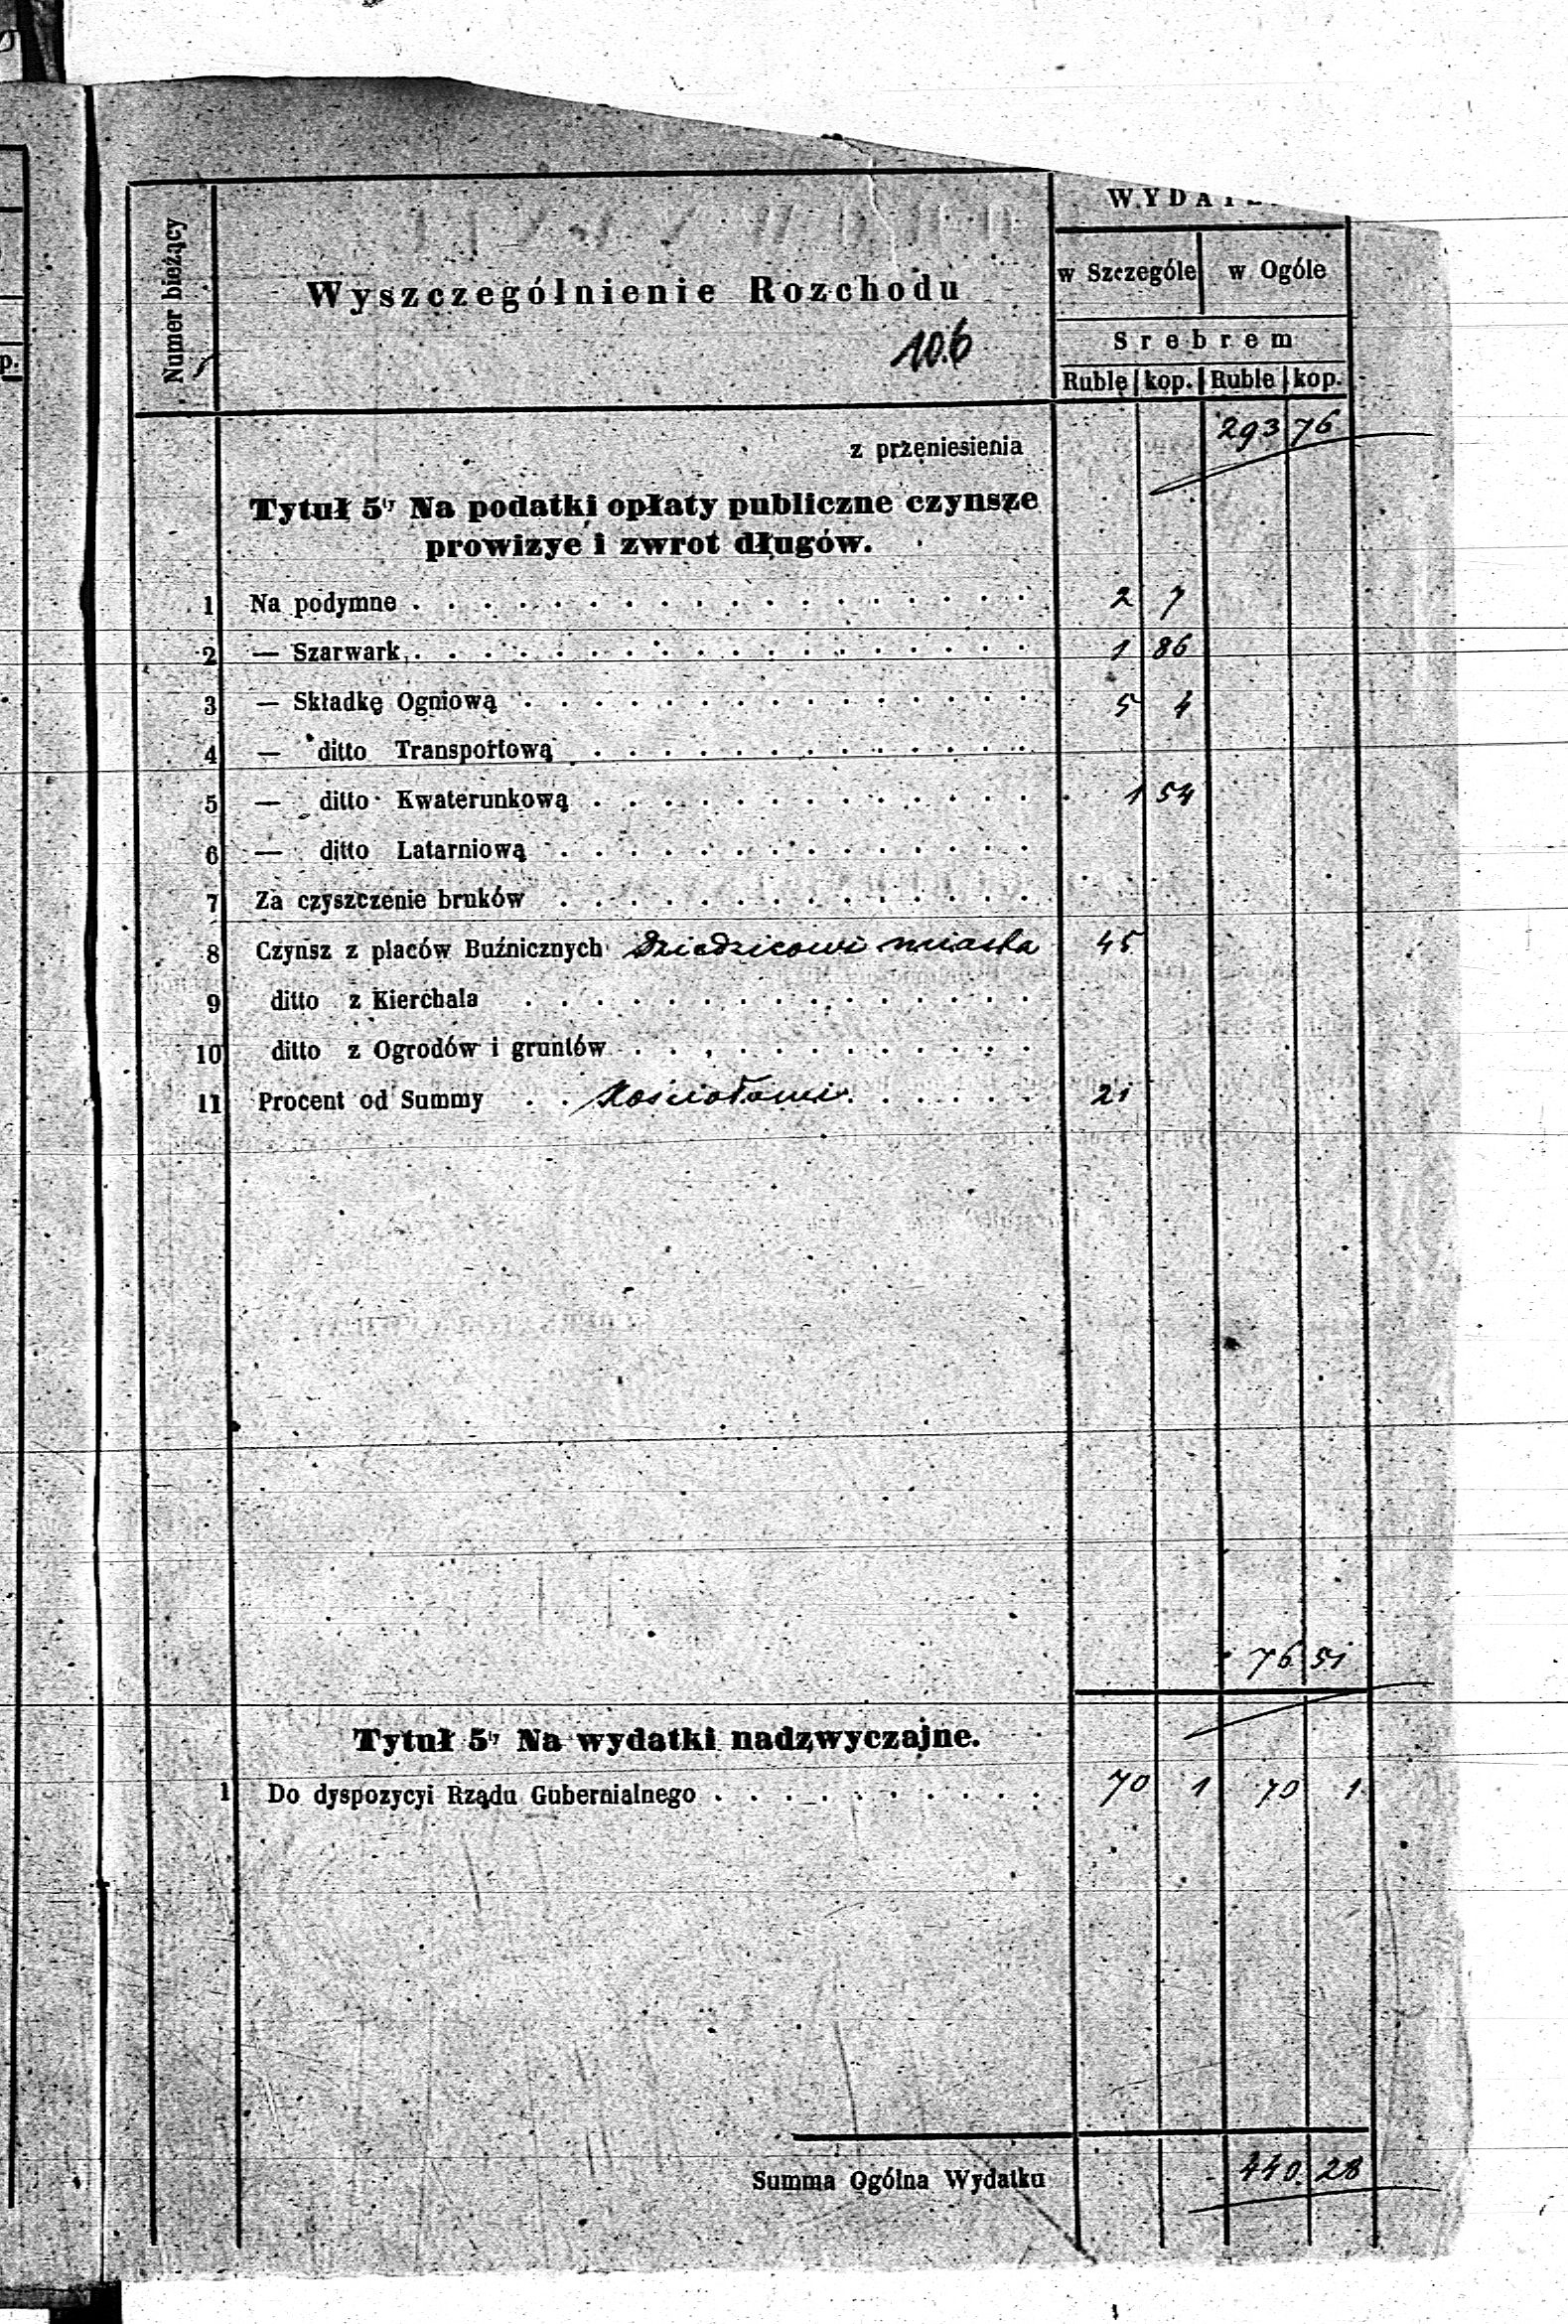 WYDAT
Numer bieżący
Wyszczególnienie Rozchodu
w Szczególe w Ogóle
106
Srebrem
Ruble kop. Ruble kop.
z przeniesienia 293 76
Tytuł 5ty Na podatki opłaty publiczne czynsze
prowizye i zwrot długów.
1 Na podymne . . . . 2 7
2 — Szarwark . . . . 1 86
3 — Składkę Ogniową . . . . 5 4
4 — ditto Transportową . . . .
5 — ditto Kwaterunkową . . . . 1 54
6 — ditto Latarniową . . . .
7 Za czyszczenie bruków . . . .
8 Czynsz z placów Buźnicznych Dziedzicowi miasta 45
9 ditto z Kierchala . . . .
10 ditto z Ogrodów i gruntów . . . .
11 Procent od Summy . . Kościołowi . . . . 21
76 51
Tytuł 5ty Na wydatki nadzwyczajne.
1 Do dyspozycyi Rządu Gubernialnego . . . . 70 1 70 1
Summa Ogólna Wydatku 440 28